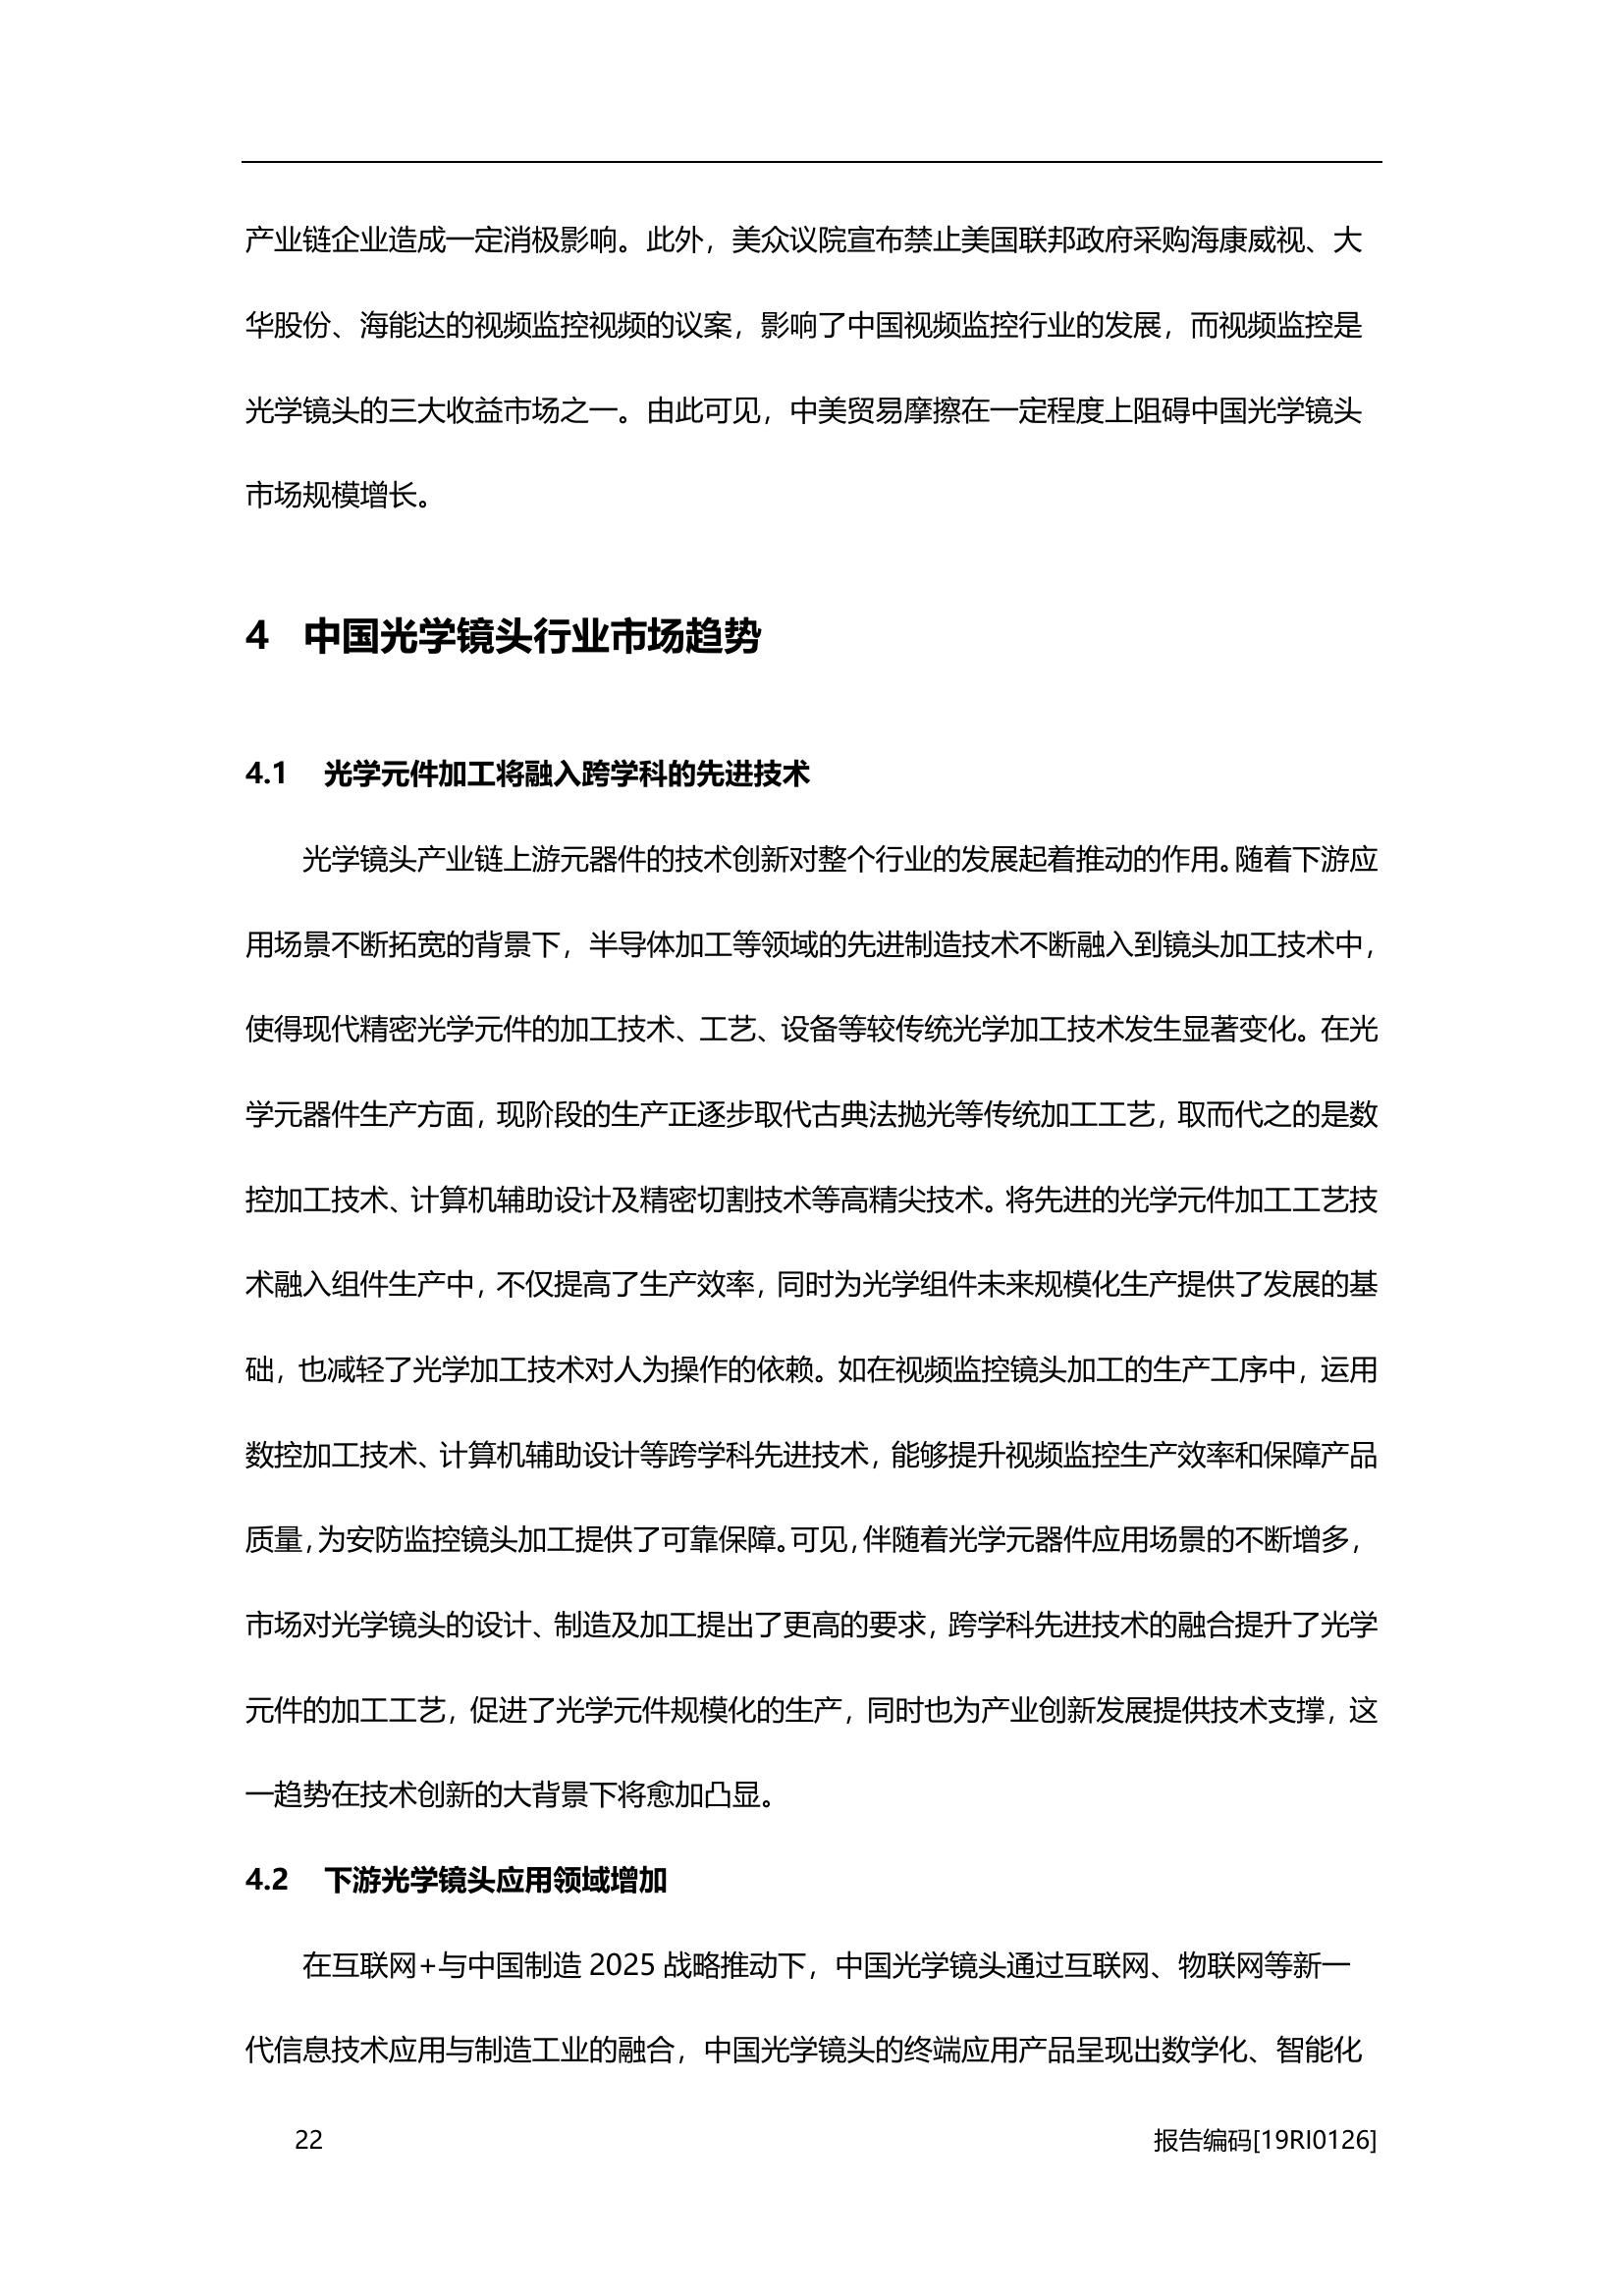 产业链企业造成一定消极影响。此外，美众议院宣布禁止美国联邦政府采购海康威视、大
华股份、海能达的视频监控视频的议案，影响了中国视频监控行业的发展，而视频监控是
光学镜头的三大收益市场之一。由此可见，中美贸易摩擦在一定程度上阻碍中国光学镜头
市场规模增长。
4 中国光学镜头行业市场趋势
4.1 光学元件加工将融入跨学科的先进技术
光学镜头产业链上游元器件的技术创新对整个行业的发展起着推动的作用。随着下游应
用场景不断拓宽的背景下，半导体加工等领域的先进制造技术不断融入到镜头加工技术中，
使得现代精密光学元件的加工技术、工艺、设备等较传统光学加工技术发生显著变化。在光
学元器件生产方面，现阶段的生产正逐步取代古典法抛光等传统加工工艺，取而代之的是数
控加工技术、计算机辅助设计及精密切割技术等高精尖技术。将先进的光学元件加工工艺技
术融入组件生产中，不仅提高了生产效率，同时为光学组件未来规模化生产提供了发展的基
础，也减轻了光学加工技术对人为操作的依赖。如在视频监控镜头加工的生产工序中，运用
数控加工技术、计算机辅助设计等跨学科先进技术，能够提升视频监控生产效率和保障产品
质量，为安防监控镜头加工提供了可靠保障。可见，伴随着光学元器件应用场景的不断增多，
市场对光学镜头的设计、制造及加工提出了更高的要求，跨学科先进技术的融合提升了光学
元件的加工工艺，促进了光学元件规模化的生产，同时也为产业创新发展提供技术支撑，这
一趋势在技术创新的大背景下将愈加凸显。
4.2 下游光学镜头应用领域增加
在互联网+与中国制造 2025 战略推动下，中国光学镜头通过互联网、物联网等新一
代信息技术应用与制造工业的融合，中国光学镜头的终端应用产品呈现出数学化、智能化
22 报告编码[19RI0126]